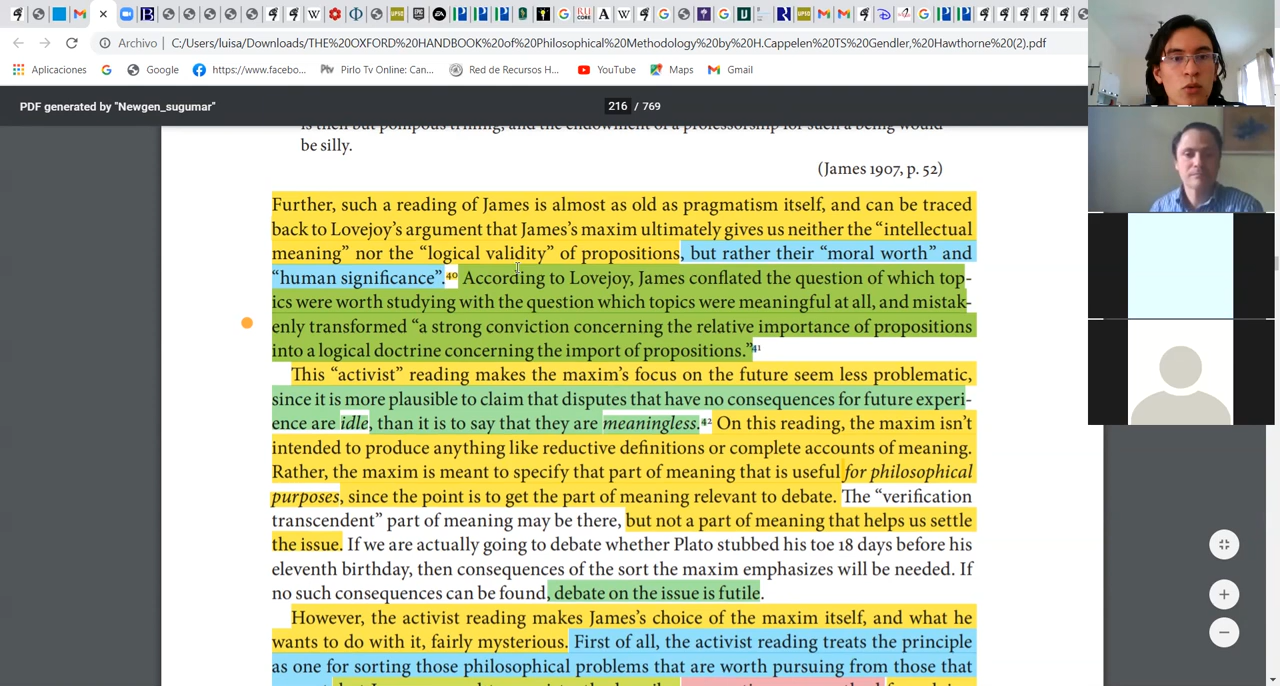 Archivo
C:/Users/luisa/Downloads/THE%20OXFORD%20HANDBOOK%20of%20Philosophical%20Methodology%20by%20H.Cappelen%20TS%20Gendler,%20Hawthorne%20(2).pdf
Aplicaciones
Google
https://www.facebo...
Pirlo Tv Online: Can...
Red de Recursos H...
YouTube
Maps
Gmail
PDF generated by "Newgen_sugumar"
216 / 769
is then but pompous trifling, and the endowment of a professorship for such a being would
be silly.
(James 1907, p. 52)
Further, such a reading of James is almost as old as pragmatism itself, and can be traced
back to Lovejoy’s argument that James’s maxim ultimately gives us neither the “intellectual
meaning” nor the “logical validity” of propositions, but rather their “moral worth” and
“human significance”.40 According to Lovejoy, James conflated the question of which top-
ics were worth studying with the question which topics were meaningful at all, and mistak-
enly transformed “a strong conviction concerning the relative importance of propositions
into a logical doctrine concerning the import of propositions.”41
This “activist” reading makes the maxim’s focus on the future seem less problematic,
since it is more plausible to claim that disputes that have no consequences for future experi-
ence are idle, than it is to say that they are meaningless.42 On this reading, the maxim isn’t
intended to produce anything like reductive definitions or complete accounts of meaning.
Rather, the maxim is meant to specify that part of meaning that is useful for philosophical
purposes, since the point is to get the part of meaning relevant to debate. The “verification
transcendent” part of meaning may be there, but not a part of meaning that helps us settle
the issue. If we are actually going to debate whether Plato stubbed his toe 18 days before his
eleventh birthday, then consequences of the sort the maxim emphasizes will be needed. If
no such consequences can be found, debate on the issue is futile.
However, the activist reading makes James’s choice of the maxim itself, and what he
wants to do with it, fairly mysterious. First of all, the activist reading treats the principle
as one for sorting those philosophical problems that are worth pursuing from those that